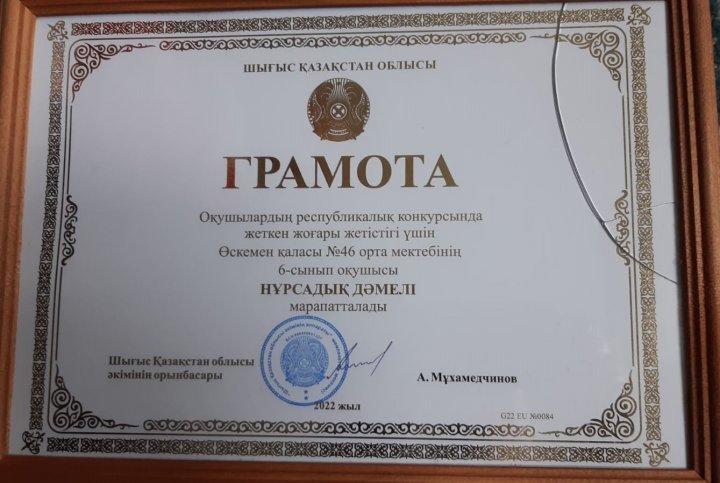 ШЫҒЫС ҚАЗАҚСТАН ОБЛЫСЫ
ГРАМОТА
Оқушылардың республикалық конкурсында
жеткен жоғары жетістігі үшін
Өскемен қаласы №46 орта мектебінің
6-сынып оқушысы
НҰРСАДЫҚ ДӘМЕЛІ
марапатталады
Шығыс Қазақстан облысы
әкімінің орынбасары
А. Мұхамедчинов
2022 жыл
G22 EU №0084